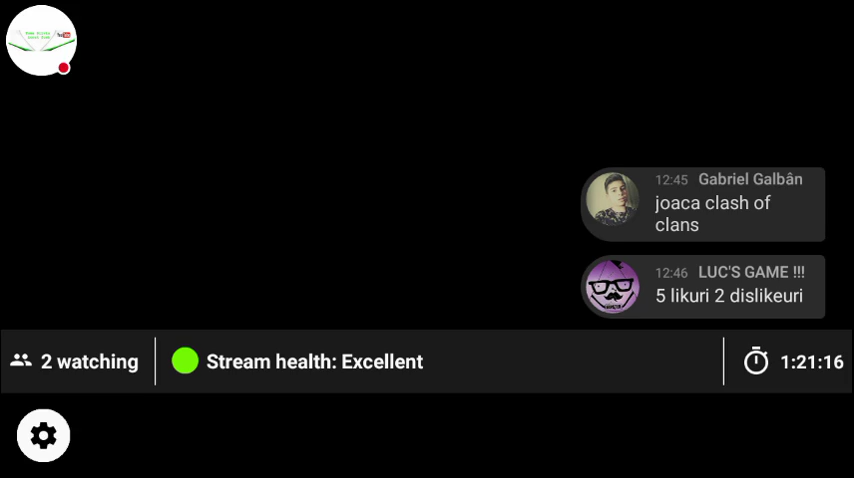 12:45 Gabriel Galbân
joaca clash of
clans
12:46 LUC'S GAME !!!
5 likuri 2 dislikeuri
2 watching
Stream health: Excellent
1:21:16